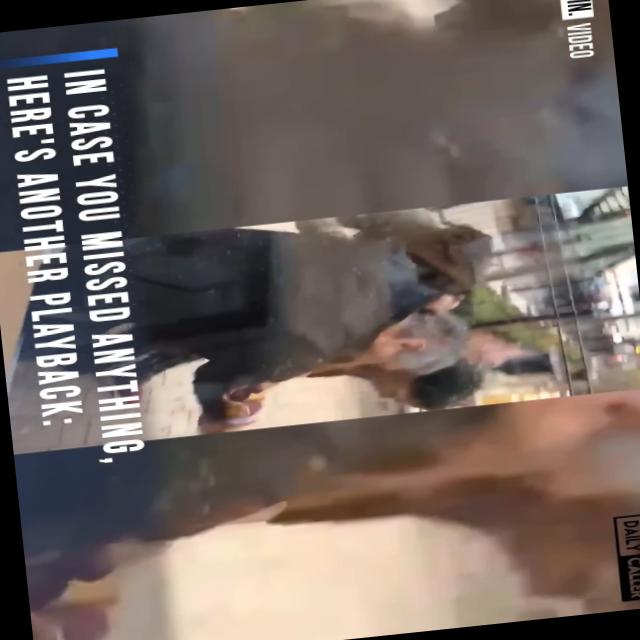 IN CASE YOU MISSED ANYTHING,
HERE'S ANOTHER PLAYBACK.
VIDEO
DAILY CALLER